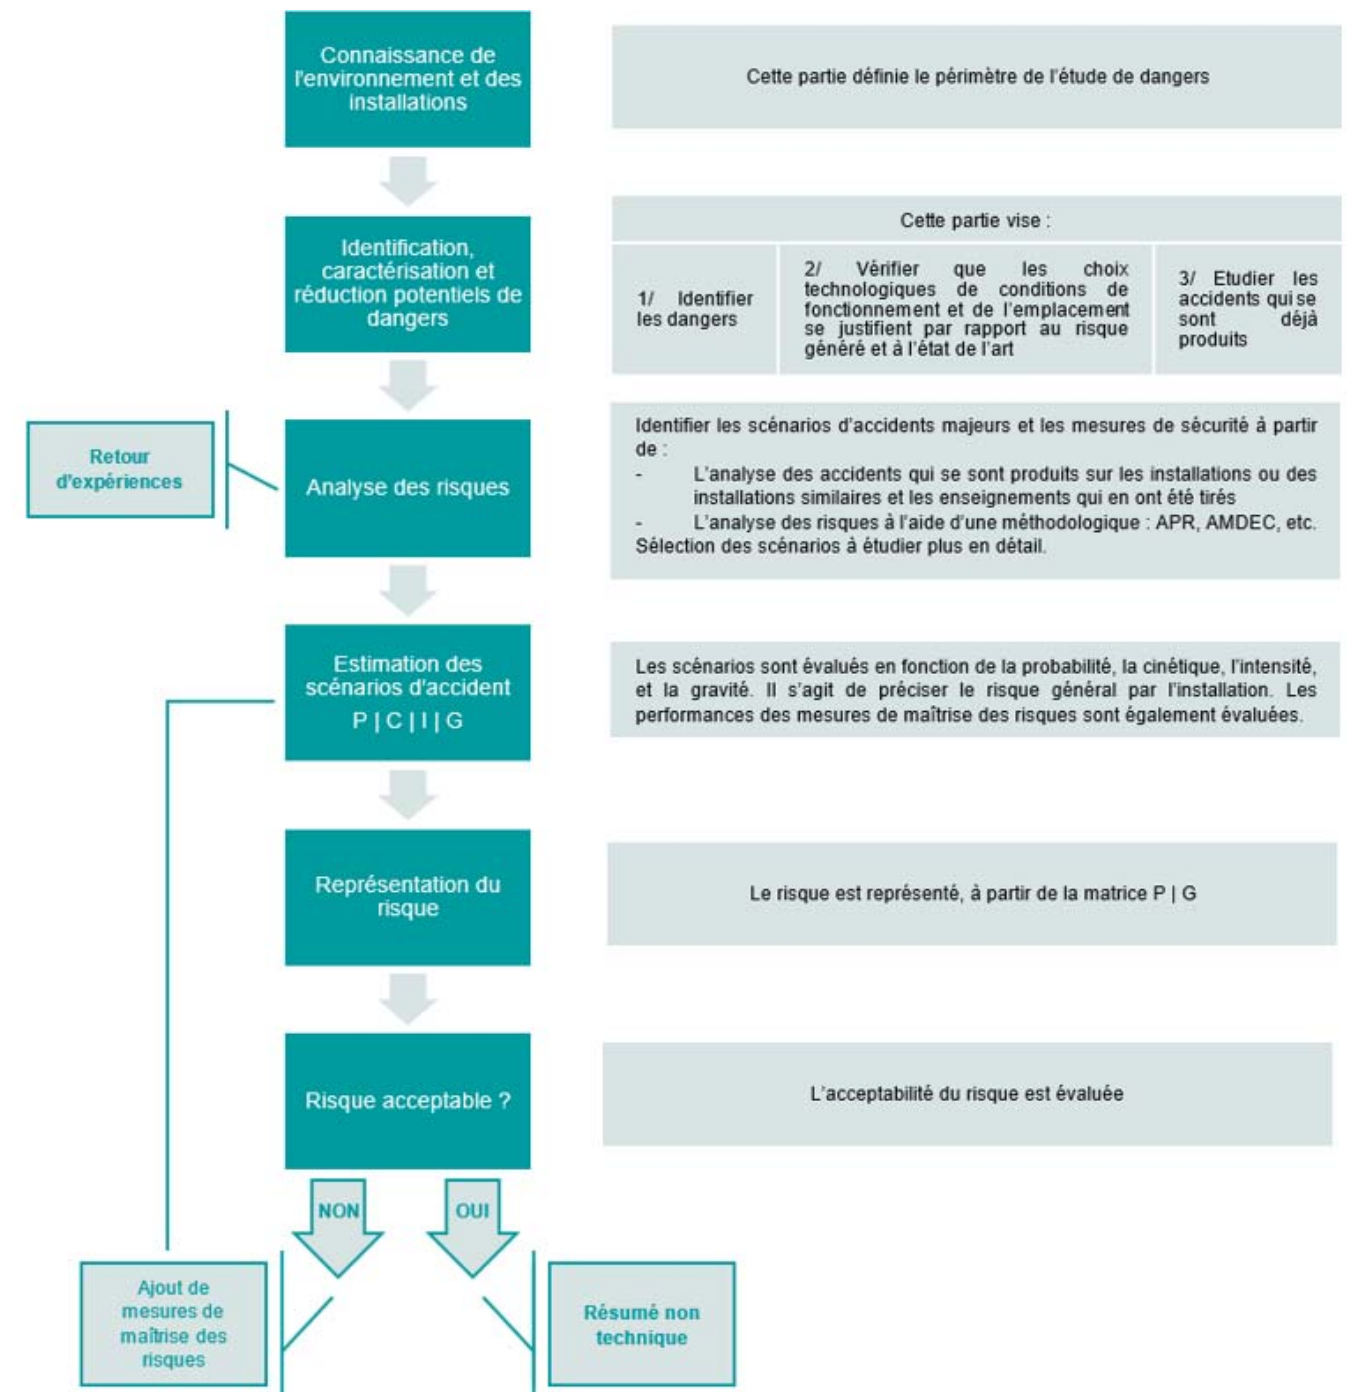 Connaissance de
l'environnement et des
installations
Cette partie définie le périmètre de l'étude de dangers
Identification,
caractérisation et
réduction potentiels de
dangers
Cette partie vise :
1/ Identifier
les dangers
2/ Vérifier que les choix
technologiques de conditions de
fonctionnement et de l'emplacement
se justifient par rapport au risque
généré et à l'état de l'art
3/ Etudier les
accidents qui se
sont déjà
produits
Retour
d'expériences
Analyse des risques
Identifier les scénarios d'accidents majeurs et les mesures de sécurité à partir
de :
- L'analyse des accidents qui se sont produits sur les installations ou des
installations similaires et les enseignements qui en ont été tirés
- L'analyse des risques à l'aide d'une méthodologique : APR, AMDEC, etc.
Sélection des scénarios à étudier plus en détail.
Estimation des
scénarios d'accident
P | C | I | G
Les scénarios sont évalués en fonction de la probabilité, la cinétique, l'intensité,
et la gravité. Il s'agit de préciser le risque général par l'installation. Les
performances des mesures de maîtrise des risques sont également évaluées.
Représentation du
risque
Le risque est représenté, à partir de la matrice P | G
Risque acceptable ?
L'acceptabilité du risque est évaluée
NON
OUI
Ajout de
mesures de
maîtrise des
risques
Résumé non
technique